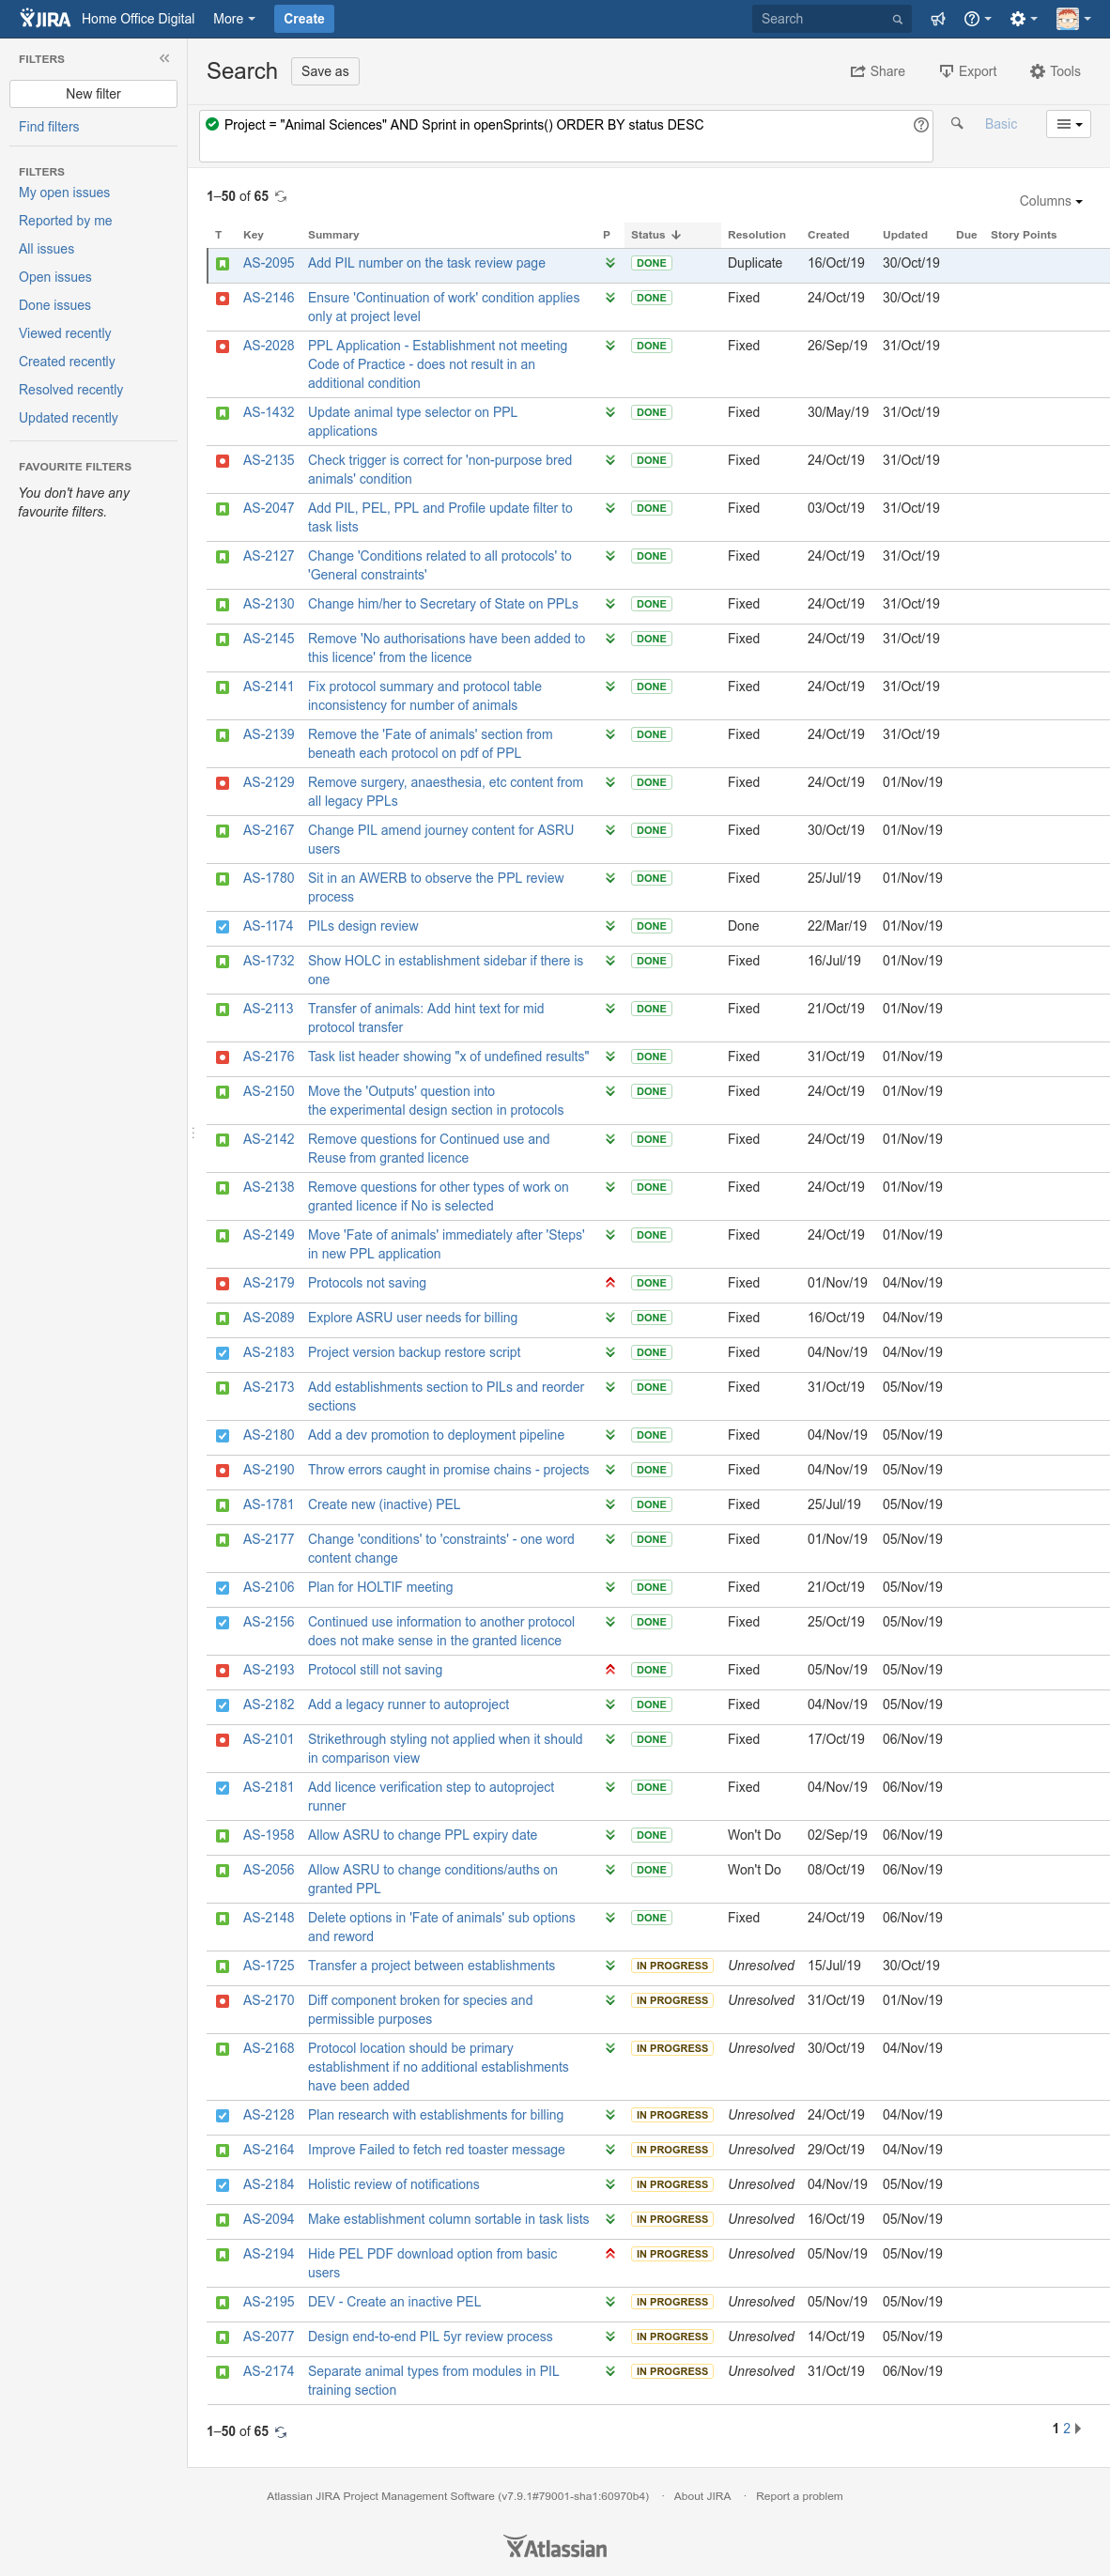 JIRA Home Office Digital More Create Search
FILTERS
New filter
Find filters
FILTERS
My open issues
Reported by me
All issues
Open issues
Done issues
Viewed recently
Created recently
Resolved recently
Updated recently
FAVOURITE FILTERS
You don't have any
favourite filters.
Search Save as Share Export Tools
Project = "Animal Sciences" AND Sprint in openSprints() ORDER BY status DESC Basic
1–50 of 65
Columns
T Key Summary P Status Resolution Created Updated Due Story Points
AS-2095 Add PIL number on the task review page DONE Duplicate 16/Oct/19 30/Oct/19
AS-2146 Ensure 'Continuation of work' condition applies DONE Fixed 24/Oct/19 30/Oct/19
only at project level
AS-2028 PPL Application - Establishment not meeting DONE Fixed 26/Sep/19 31/Oct/19
Code of Practice - does not result in an
additional condition
AS-1432 Update animal type selector on PPL DONE Fixed 30/May/19 31/Oct/19
applications
AS-2135 Check trigger is correct for 'non-purpose bred DONE Fixed 24/Oct/19 31/Oct/19
animals' condition
AS-2047 Add PIL, PEL, PPL and Profile update filter to DONE Fixed 03/Oct/19 31/Oct/19
task lists
AS-2127 Change 'Conditions related to all protocols' to DONE Fixed 24/Oct/19 31/Oct/19
'General constraints'
AS-2130 Change him/her to Secretary of State on PPLs DONE Fixed 24/Oct/19 31/Oct/19
AS-2145 Remove 'No authorisations have been added to DONE Fixed 24/Oct/19 31/Oct/19
this licence' from the licence
AS-2141 Fix protocol summary and protocol table DONE Fixed 24/Oct/19 31/Oct/19
inconsistency for number of animals
AS-2139 Remove the 'Fate of animals' section from DONE Fixed 24/Oct/19 31/Oct/19
beneath each protocol on pdf of PPL
AS-2129 Remove surgery, anaesthesia, etc content from DONE Fixed 24/Oct/19 01/Nov/19
all legacy PPLs
AS-2167 Change PIL amend journey content for ASRU DONE Fixed 30/Oct/19 01/Nov/19
users
AS-1780 Sit in an AWERB to observe the PPL review DONE Fixed 25/Jul/19 01/Nov/19
process
AS-1174 PILs design review DONE Done 22/Mar/19 01/Nov/19
AS-1732 Show HOLC in establishment sidebar if there is DONE Fixed 16/Jul/19 01/Nov/19
one
AS-2113 Transfer of animals: Add hint text for mid DONE Fixed 21/Oct/19 01/Nov/19
protocol transfer
AS-2176 Task list header showing "x of undefined results" DONE Fixed 31/Oct/19 01/Nov/19
AS-2150 Move the 'Outputs' question into DONE Fixed 24/Oct/19 01/Nov/19
the experimental design section in protocols
AS-2142 Remove questions for Continued use and DONE Fixed 24/Oct/19 01/Nov/19
Reuse from granted licence
AS-2138 Remove questions for other types of work on DONE Fixed 24/Oct/19 01/Nov/19
granted licence if No is selected
AS-2149 Move 'Fate of animals' immediately after 'Steps' DONE Fixed 24/Oct/19 01/Nov/19
in new PPL application
AS-2179 Protocols not saving DONE Fixed 01/Nov/19 04/Nov/19
AS-2089 Explore ASRU user needs for billing DONE Fixed 16/Oct/19 04/Nov/19
AS-2183 Project version backup restore script DONE Fixed 04/Nov/19 04/Nov/19
AS-2173 Add establishments section to PILs and reorder DONE Fixed 31/Oct/19 05/Nov/19
sections
AS-2180 Add a dev promotion to deployment pipeline DONE Fixed 04/Nov/19 05/Nov/19
AS-2190 Throw errors caught in promise chains - projects DONE Fixed 04/Nov/19 05/Nov/19
AS-1781 Create new (inactive) PEL DONE Fixed 25/Jul/19 05/Nov/19
AS-2177 Change 'conditions' to 'constraints' - one word DONE Fixed 01/Nov/19 05/Nov/19
content change
AS-2106 Plan for HOLTIF meeting DONE Fixed 21/Oct/19 05/Nov/19
AS-2156 Continued use information to another protocol DONE Fixed 25/Oct/19 05/Nov/19
does not make sense in the granted licence
AS-2193 Protocol still not saving DONE Fixed 05/Nov/19 05/Nov/19
AS-2182 Add a legacy runner to autoproject DONE Fixed 04/Nov/19 05/Nov/19
AS-2101 Strikethrough styling not applied when it should DONE Fixed 17/Oct/19 06/Nov/19
in comparison view
AS-2181 Add licence verification step to autoproject DONE Fixed 04/Nov/19 06/Nov/19
runner
AS-1958 Allow ASRU to change PPL expiry date DONE Won't Do 02/Sep/19 06/Nov/19
AS-2056 Allow ASRU to change conditions/auths on DONE Won't Do 08/Oct/19 06/Nov/19
granted PPL
AS-2148 Delete options in 'Fate of animals' sub options DONE Fixed 24/Oct/19 06/Nov/19
and reword
AS-1725 Transfer a project between establishments IN PROGRESS Unresolved 15/Jul/19 30/Oct/19
AS-2170 Diff component broken for species and IN PROGRESS Unresolved 31/Oct/19 01/Nov/19
permissible purposes
AS-2168 Protocol location should be primary IN PROGRESS Unresolved 30/Oct/19 04/Nov/19
establishment if no additional establishments
have been added
AS-2128 Plan research with establishments for billing IN PROGRESS Unresolved 24/Oct/19 04/Nov/19
AS-2164 Improve Failed to fetch red toaster message IN PROGRESS Unresolved 29/Oct/19 04/Nov/19
AS-2184 Holistic review of notifications IN PROGRESS Unresolved 04/Nov/19 05/Nov/19
AS-2094 Make establishment column sortable in task lists IN PROGRESS Unresolved 16/Oct/19 05/Nov/19
AS-2194 Hide PEL PDF download option from basic IN PROGRESS Unresolved 05/Nov/19 05/Nov/19
users
AS-2195 DEV - Create an inactive PEL IN PROGRESS Unresolved 05/Nov/19 05/Nov/19
AS-2077 Design end-to-end PIL 5yr review process IN PROGRESS Unresolved 14/Oct/19 05/Nov/19
AS-2174 Separate animal types from modules in PIL IN PROGRESS Unresolved 31/Oct/19 06/Nov/19
training section
1–50 of 65 1 2
Atlassian JIRA Project Management Software (v7.9.1#79001-sha1:60970b4) · About JIRA · Report a problem
Atlassian